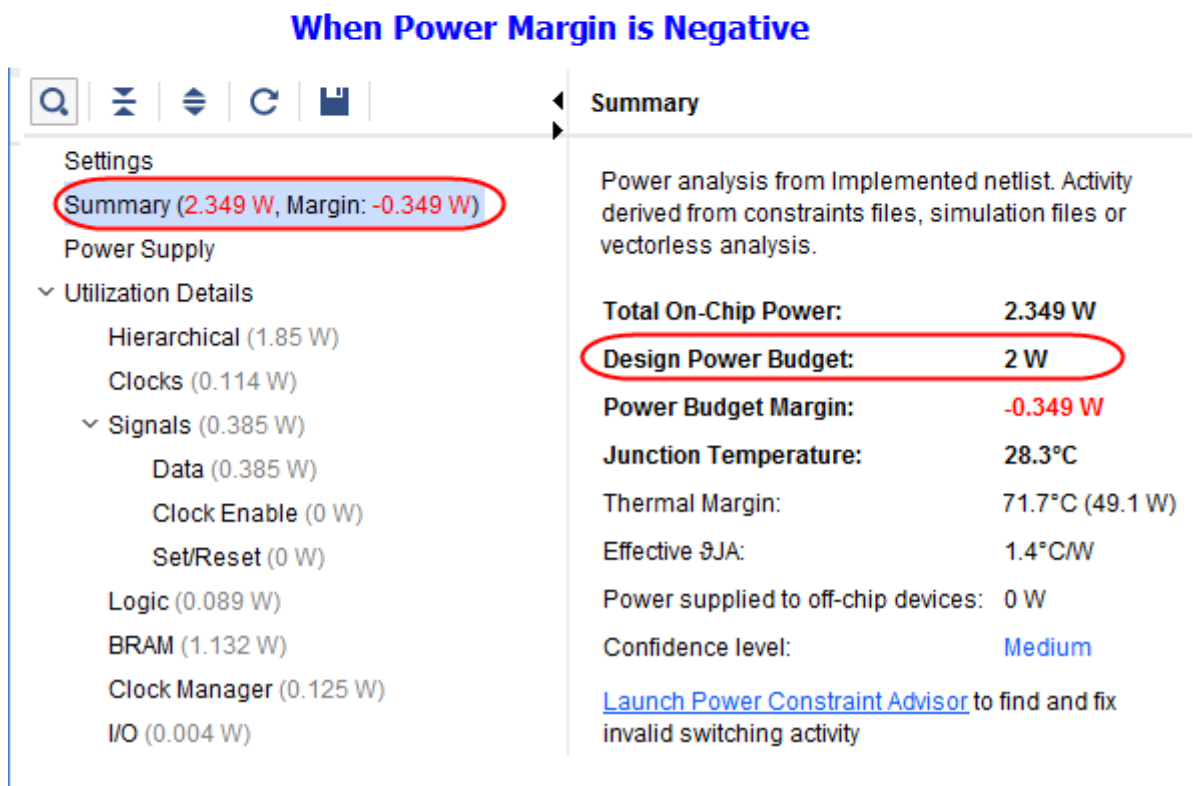 When Power Margin is Negative
Settings
Summary (2.349 W, Margin: -0.349 W)
Power Supply
Utilization Details
Hierarchical (1.85 W)
Clocks (0.114 W)
Signals (0.385 W)
Data (0.385 W)
Clock Enable (0 W)
Set/Reset (0 W)
Logic (0.089 W)
BRAM (1.132 W)
Clock Manager (0.125 W)
I/O (0.004 W)
Summary
Power analysis from Implemented netlist. Activity
derived from constraints files, simulation files or
vectorless analysis.
Total On-Chip Power: 2.349 W
Design Power Budget: 2 W
Power Budget Margin: -0.349 W
Junction Temperature: 28.3°C
Thermal Margin: 71.7°C (49.1 W)
Effective ϑJA: 1.4°C/W
Power supplied to off-chip devices: 0 W
Confidence level: Medium
Launch Power Constraint Advisor to find and fix
invalid switching activity